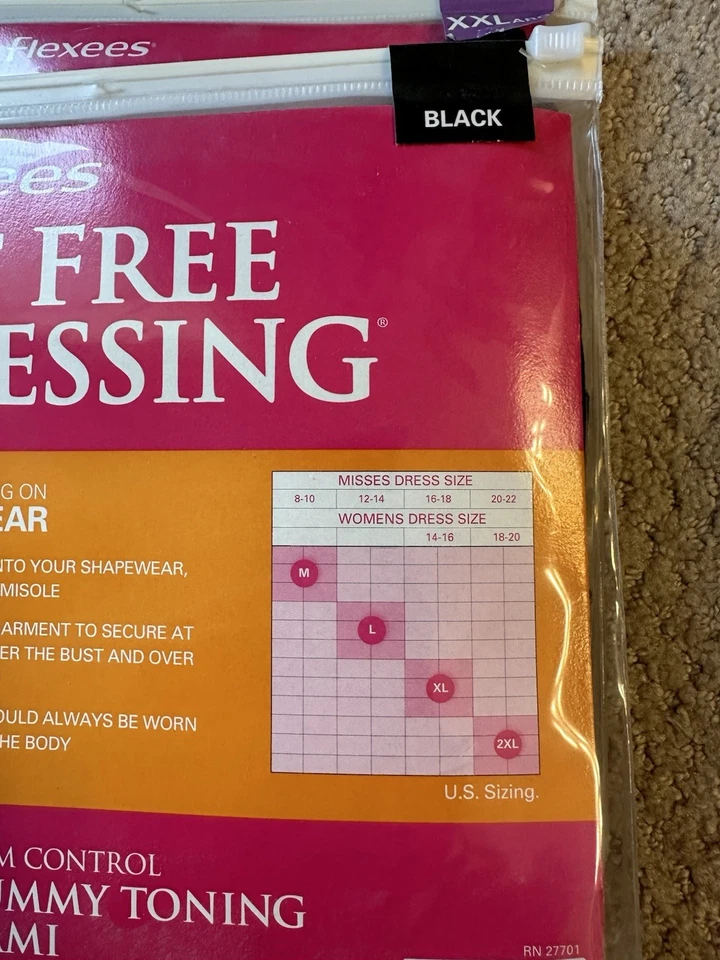 XXL
flexees®
BLACK
ees
FREE
ESSING®
G ON
EAR
NTO YOUR SHAPEWEAR,
MISOLE
ARMENT TO SECURE AT
ER THE BUST AND OVER
OULD ALWAYS BE WORN
HE BODY
MISSES DRESS SIZE
8-10 12-14 16-18 20-22
WOMENS DRESS SIZE
14-16 18-20
M
L
XL
2XL
U.S. Sizing.
M CONTROL
UMMY TONING
AMI
RN 27701